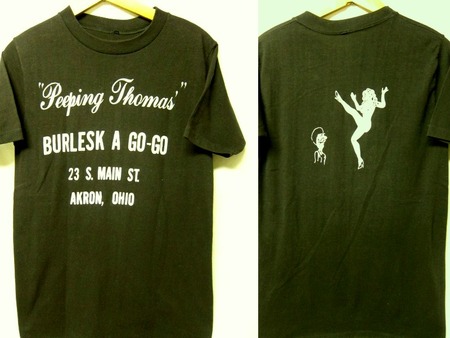 "Peeping Thomas'"
BURLESK A GO-GO
23 S. MAIN ST.
AKRON, OHIO